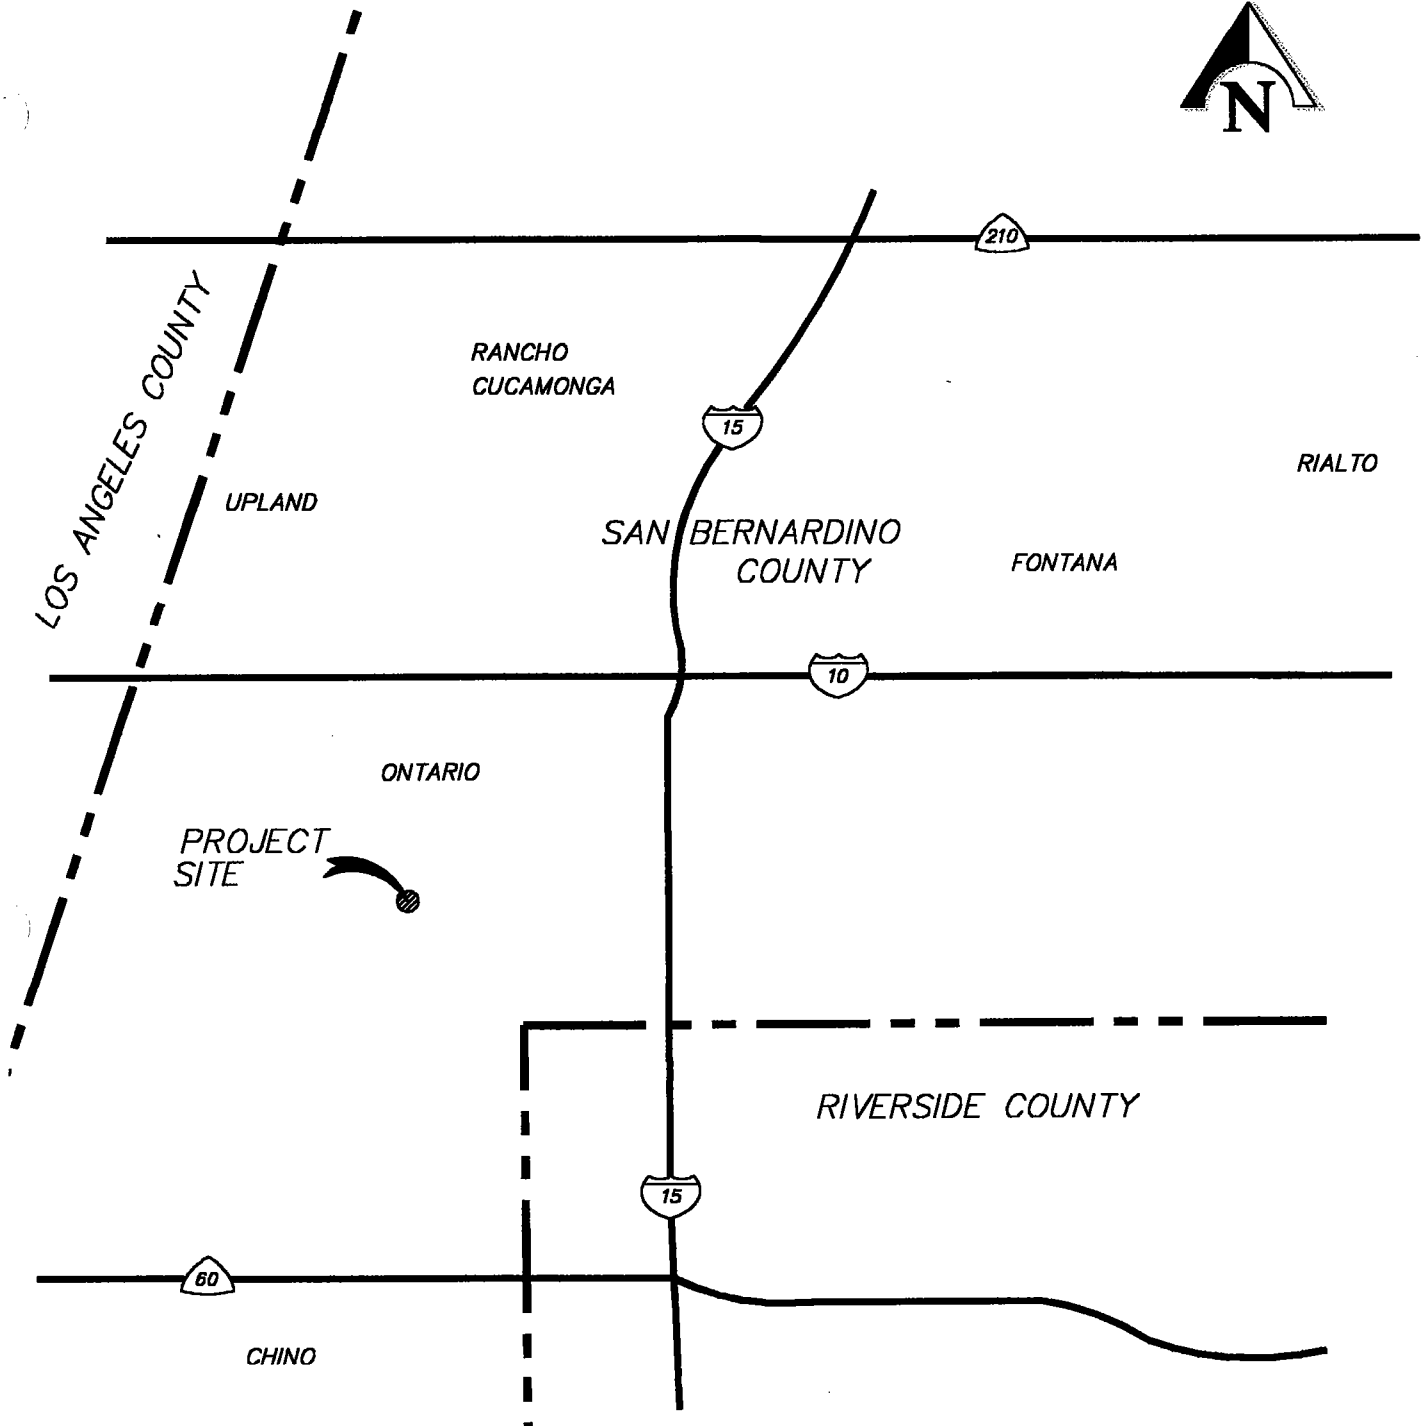 N
210
LOS ANGELES COUNTY
RANCHO
CUCAMONGA
15
RIALTO
UPLAND
SAN BERNARDINO
COUNTY
FONTANA
10
ONTARIO
PROJECT
SITE
RIVERSIDE COUNTY
15
60
CHINO